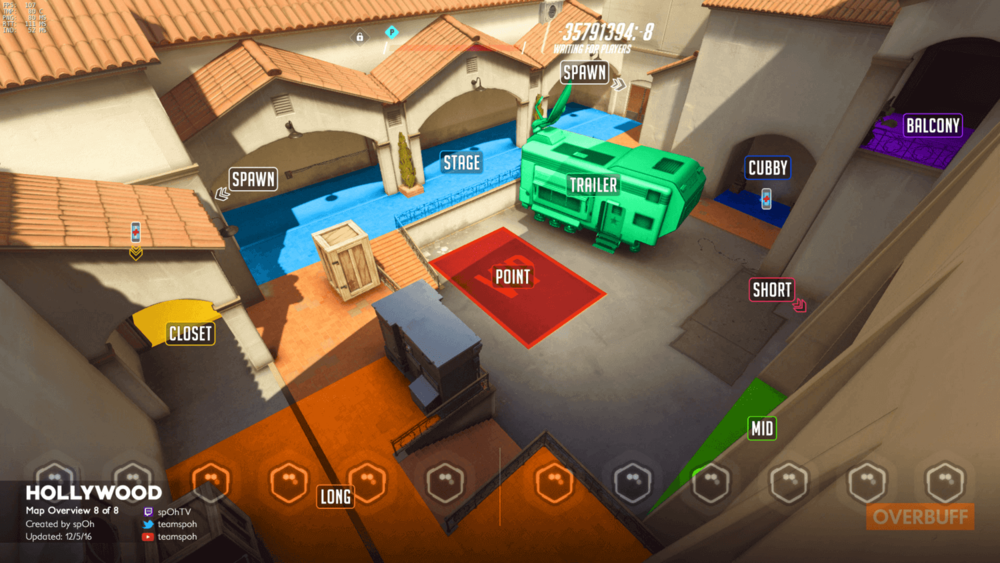 35791394:8
WAITING FOR PLAYERS
P
SPAWN
BALCONY
STAGE
CUBBY
SPAWN
TRAILER
POINT
SHORT
CLOSET
MID
LONG
HOLLYWOOD
Map Overview 8 of 8
Created by spOh
Updated: 12/5/16
spOhTV
teamspoh
teamspoh
OVERBUFF